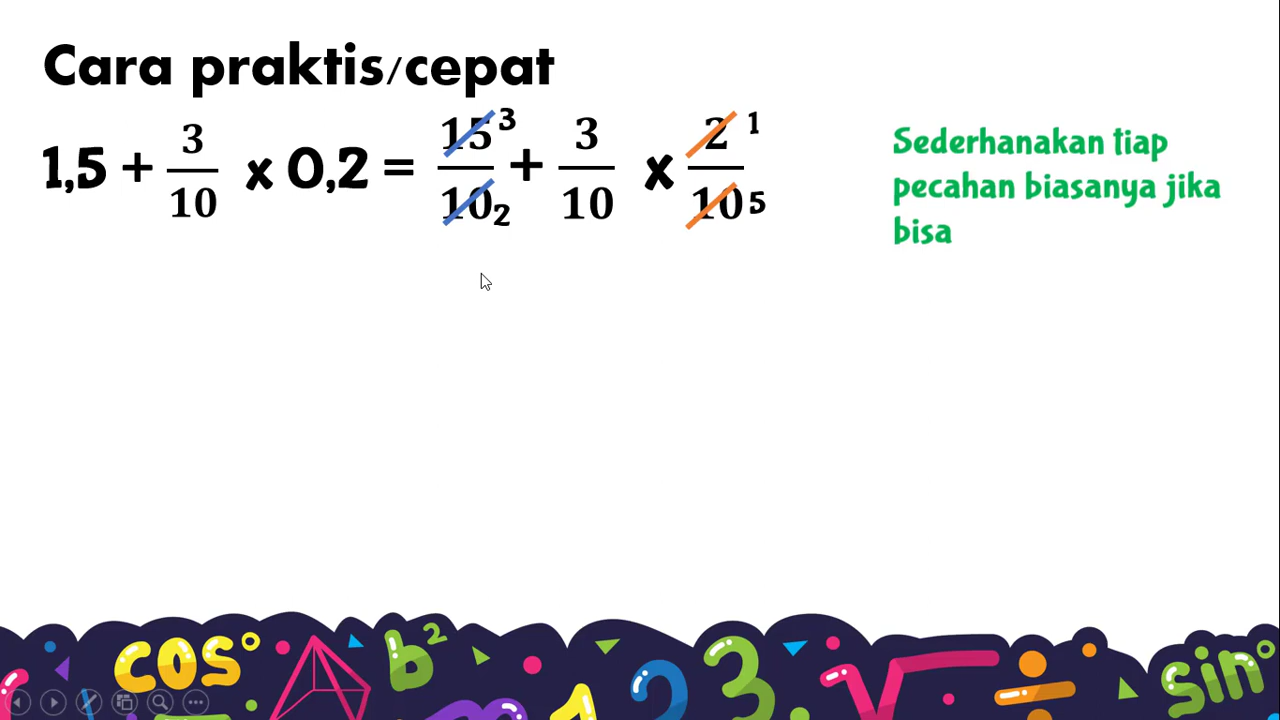 Cara praktis/cepat
1,5 + 3/10 x 0,2 = 15/10 3/2 + 3/10 x 2/10 1/5
Sederhanakan tiap
pecahan biasanya jika
bisa
cos° b² 1 2 3 √ ÷ sin°